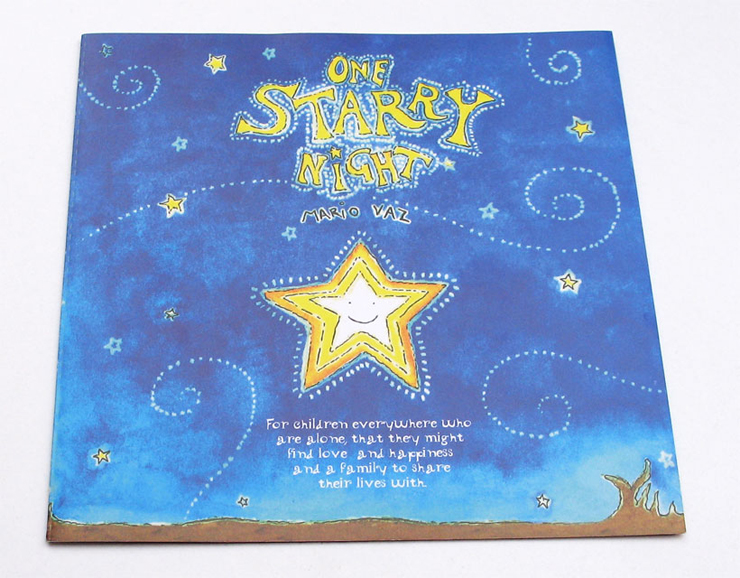 ONE
STARRY
NiGHT
MARiO VAZ
For children everywhere who
are alone, that they might
find love and happiness
and a family to share
their lives with.